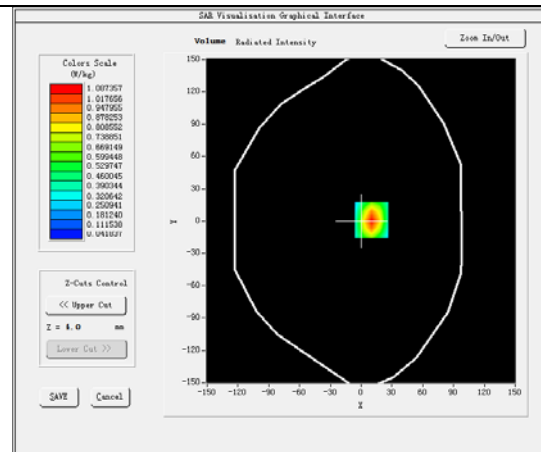 SAR Visualisation Graphical Interface
Volume Radiated Intensity
Zoom In/Out
Colors Scale
(W/kg)
1.087357
1.017656
0.947955
0.878253
0.808552
0.738851
0.669149
0.599448
0.529747
0.460045
0.390344
0.320642
0.250941
0.181240
0.111538
0.041837
150
120
90
60
30
0
-30
-60
-90
-120
-150
Y
-150 -120 -90 -60 -30 0 30 60 90 120 150
X
Z-Cuts Control
<< Upper Cut
Z = 4.0 mm
Lower Cut >>
SAVE
Cancel